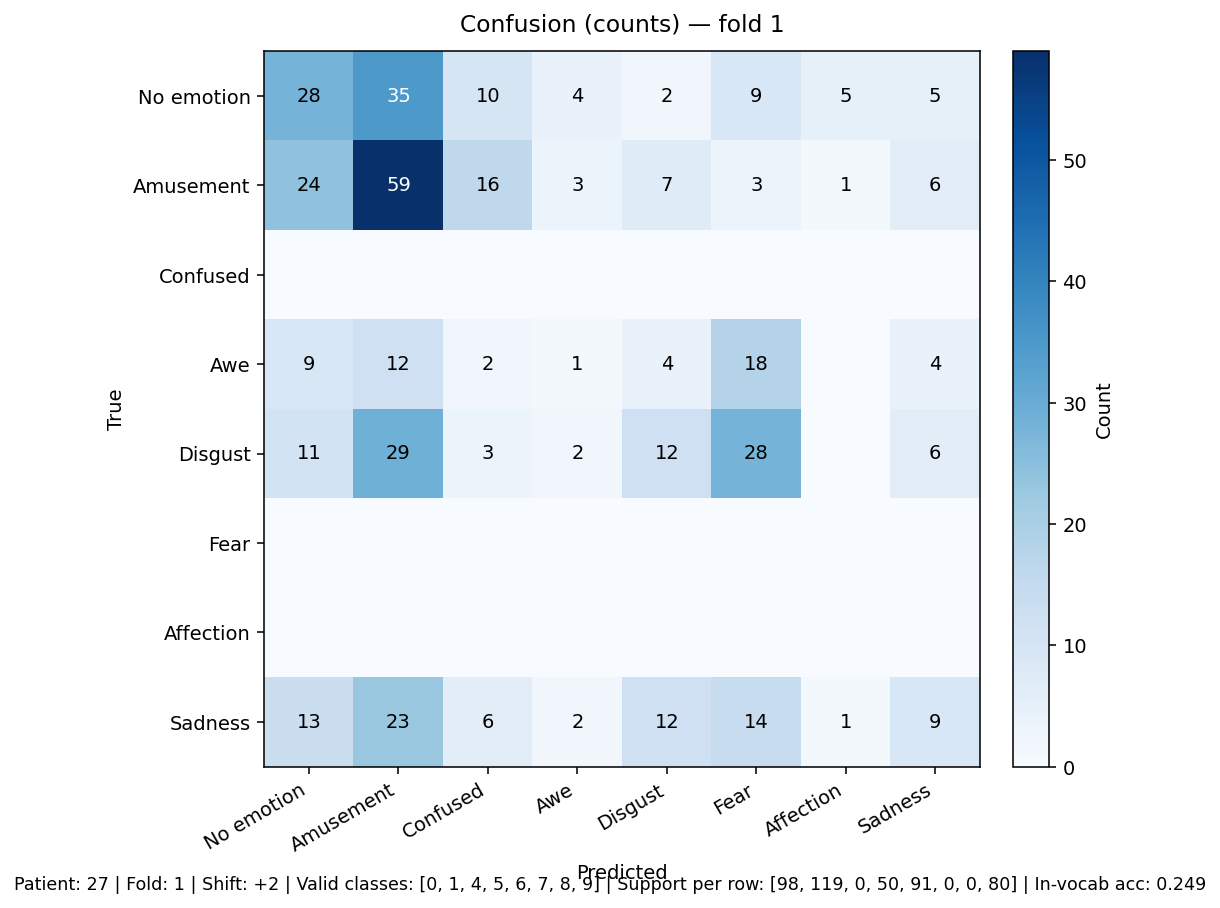 Confusion (counts) — fold 1
No emotion 28 35 10 4 2 9 5 5
Amusement 24 59 16 3 7 3 1 6
Confused
Awe 9 12 2 1 4 18 4
Disgust 11 29 3 2 12 28 6
Fear
Affection
Sadness 13 23 6 2 12 14 1 9
True
No emotion Amusement Confused Awe Disgust Fear Affection Sadness
Predicted
50
40
30
20
10
0
Count
Patient: 27 | Fold: 1 | Shift: +2 | Valid classes: [0, 1, 4, 5, 6, 7, 8, 9] | Support per row: [98, 119, 0, 50, 91, 0, 0, 80] | In-vocab acc: 0.249